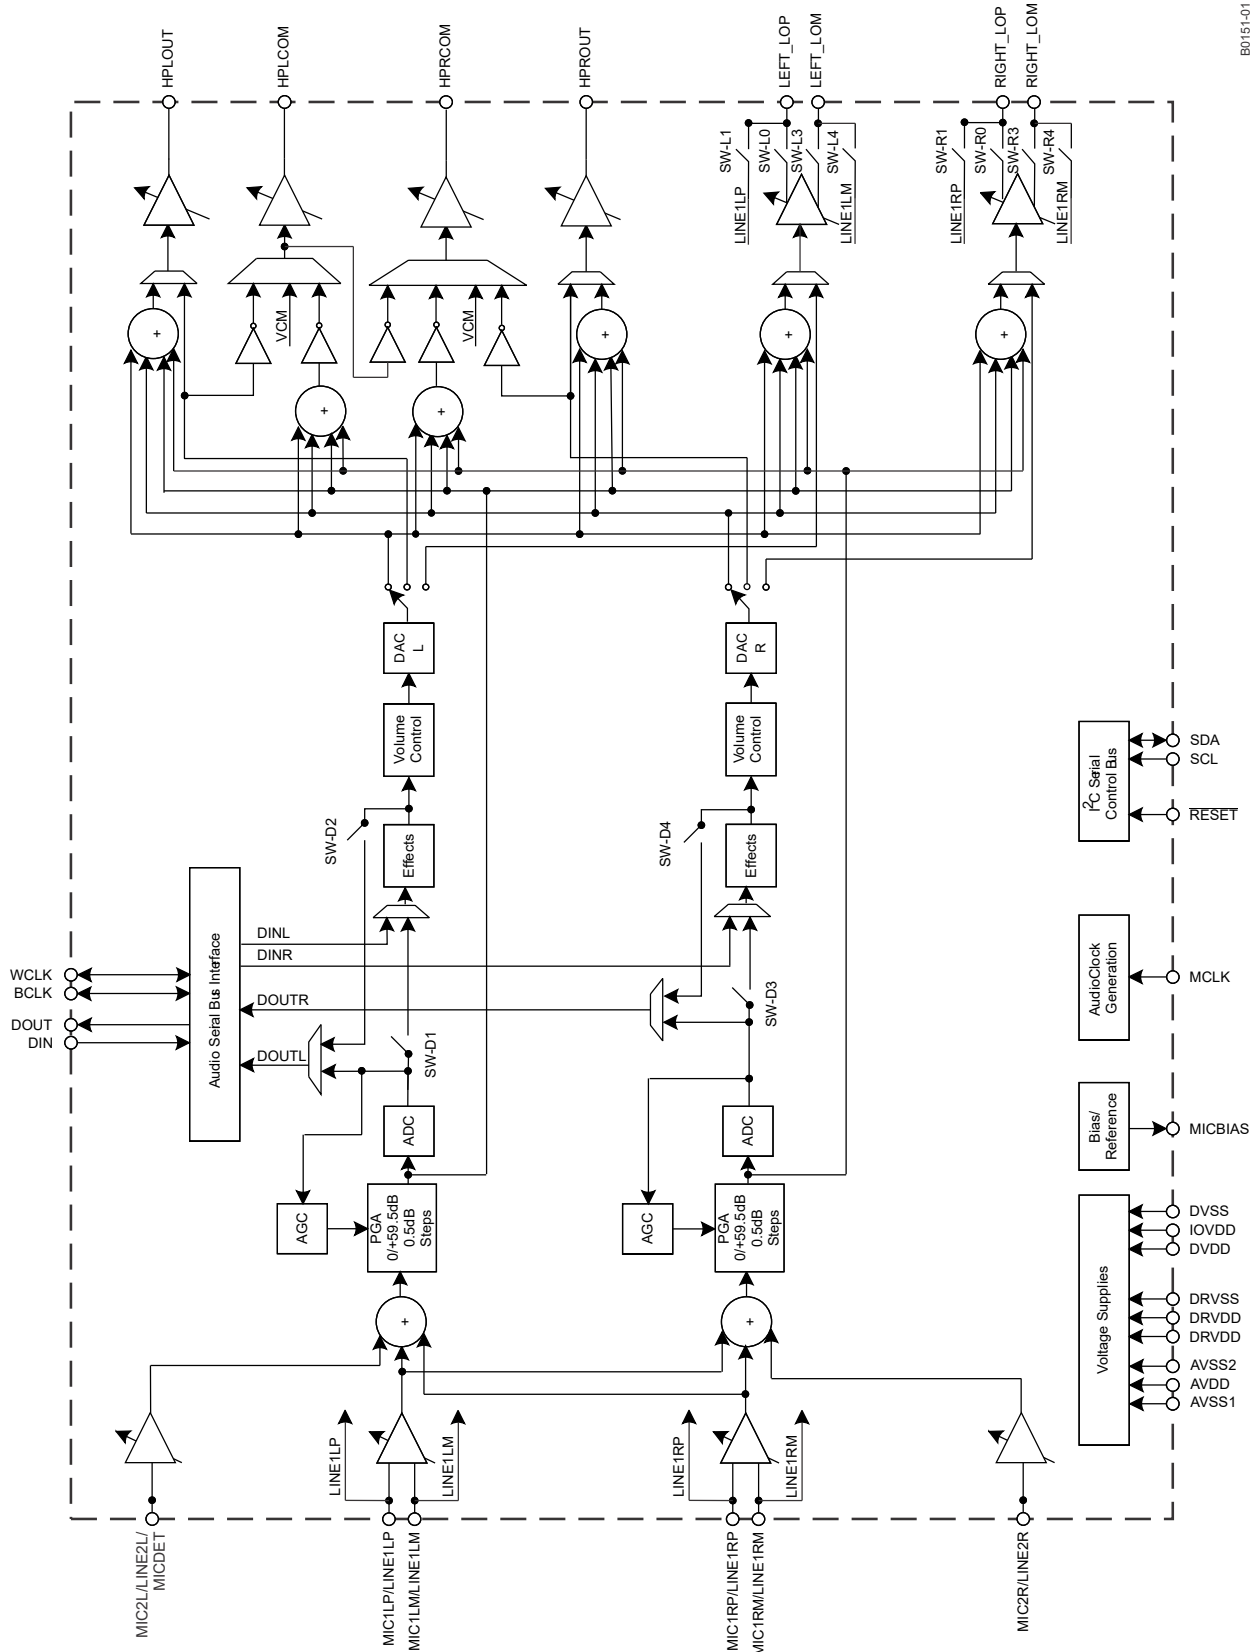 B0151-01
HPLOUT
HPLCOM
HPRCOM
HPROUT
LEFT_LOP
LEFT_LOM
RIGHT_LOP
RIGHT_LOM
SW-L1
SW-L0
SW-L3
SW-L4
LINE1LP
LINE1LM
SW-R1
SW-R0
SW-R3
SW-R4
LINE1RP
LINE1RM
VCM
VCM
+
+
+
+
+
+
DAC
L
DAC
R
Volume
Control
Volume
Control
SW-D2
SW-D4
Effects
Effects
I2C Serial
Control Bus
SDA
SCL
RESET
Audio Serial Bus Interface
WCLK
BCLK
DOUT
DIN
DINL
DINR
DOUTR
DOUTL
SW-D1
SW-D3
AudioClock
Generation
MCLK
ADC
ADC
AGC
AGC
PGA
0/+59.5dB
0.5dB
Steps
PGA
0/+59.5dB
0.5dB
Steps
Bias/
Reference
MICBIAS
Voltage Supplies
DVSS
IOVDD
DVDD
DRVSS
DRVDD
DRVDD
AVSS2
AVDD
AVSS1
+
+
LINE1LP
LINE1LM
LINE1RP
LINE1RM
MIC2L/LINE2L/
MICDET
MIC1LP/LINE1LP
MIC1LM/LINE1LM
MIC1RP/LINE1RP
MIC1RM/LINE1RM
MIC2R/LINE2R